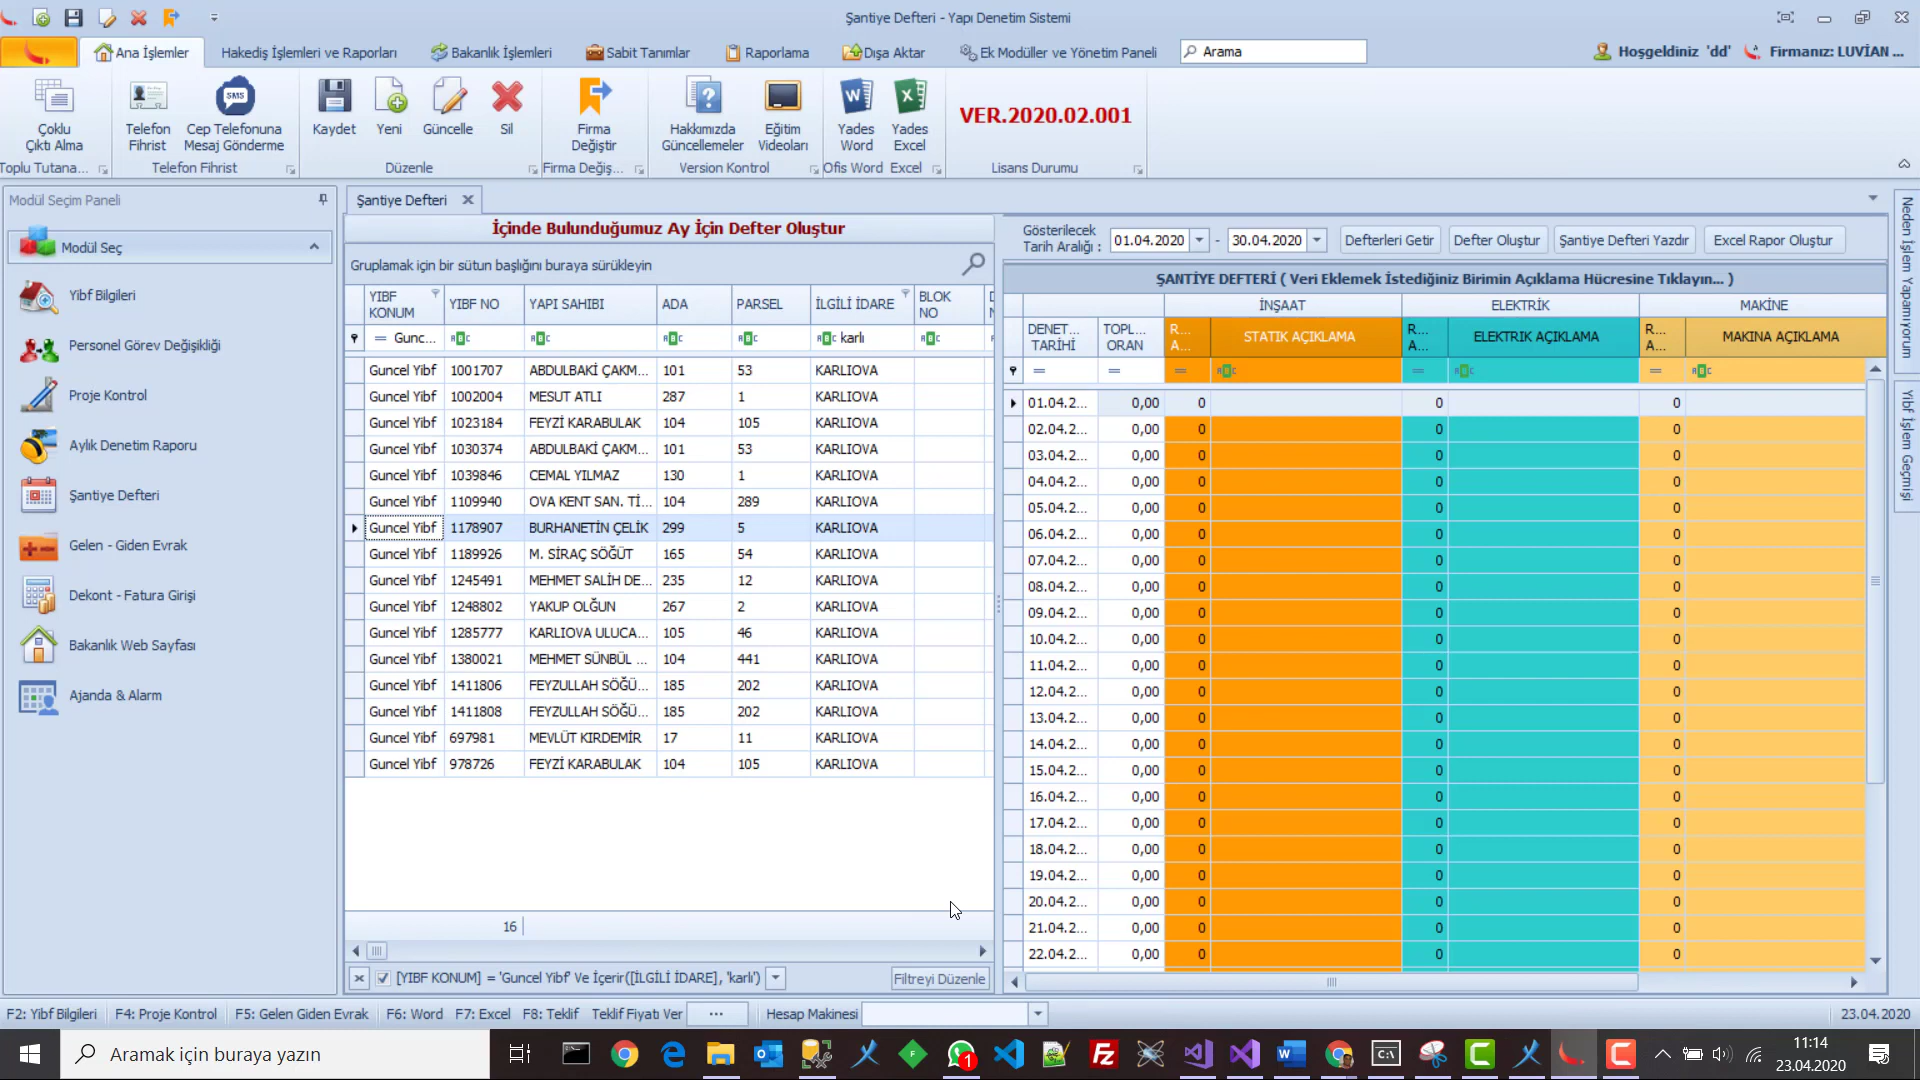 Şantiye Defteri - Yapı Denetim Sistemi
Ana İşlemler
Hakediş İşlemleri ve Raporları
Bakanlık İşlemleri
Sabit Tanımlar
Raporlama
Dışa Aktar
Ek Modüller ve Yönetim Paneli
Arama
Hoşgeldiniz 'dd'
Firmanız: LUVİAN ...
Çoklu Çıktı Alma
Telefon Fihrist
SMS
Cep Telefonuna Mesaj Gönderme
Kaydet
Yeni
Güncelle
Sil
Firma Değiştir
Hakkımızda Güncellemeler
Eğitim Videoları
Yades Word
Yades Excel
VER.2020.02.001
Toplu Tutana...
Telefon Fihrist
Düzenle
Firma Değiş...
Version Kontrol
Ofis Word
Excel
Lisans Durumu
Modül Seçim Paneli
Modül Seç
Yibf Bilgileri
Personel Görev Değişikliği
Proje Kontrol
Aylık Denetim Raporu
Şantiye Defteri
Gelen - Giden Evrak
Dekont - Fatura Girişi
Bakanlık Web Sayfası
Ajanda & Alarm
Şantiye Defteri
İçinde Bulunduğumuz Ay İçin Defter Oluştur
Gruplamak için bir sütun başlığını buraya sürükleyin
YIBF KONUM YIBF NO YAPI SAHIBI ADA PARSEL İLGİLİ İDARE BLOK NO
= Gunc... karlı
Guncel Yibf 1001707 ABDULBAKİ ÇAKM... 101 53 KARLIOVA
Guncel Yibf 1002004 MESUT ATLI 287 1 KARLIOVA
Guncel Yibf 1023184 FEYZİ KARABULAK 104 105 KARLIOVA
Guncel Yibf 1030374 ABDULBAKİ ÇAKM... 101 53 KARLIOVA
Guncel Yibf 1039846 CEMAL YILMAZ 130 1 KARLIOVA
Guncel Yibf 1109940 OVA KENT SAN. Tİ... 104 289 KARLIOVA
Guncel Yibf 1178907 BURHANETİN ÇELİK 299 5 KARLIOVA
Guncel Yibf 1189926 M. SİRAÇ SÖĞÜT 165 54 KARLIOVA
Guncel Yibf 1245491 MEHMET SALİH DE... 235 12 KARLIOVA
Guncel Yibf 1248802 YAKUP OLĞUN 267 2 KARLIOVA
Guncel Yibf 1285777 KARLIOVA ULUCA... 105 46 KARLIOVA
Guncel Yibf 1380021 MEHMET SÜNBÜL ... 104 441 KARLIOVA
Guncel Yibf 1411806 FEYZULLAH SÖĞÜ... 185 202 KARLIOVA
Guncel Yibf 1411808 FEYZULLAH SÖĞÜ... 185 202 KARLIOVA
Guncel Yibf 697981 MEVLÜT KIRDEMİR 17 11 KARLIOVA
Guncel Yibf 978726 FEYZİ KARABULAK 104 105 KARLIOVA
16
[YIBF KONUM] = 'Guncel Yibf' Ve İçerir([İLGİLİ İDARE], 'karlı')
Filtreyi Düzenle
Gösterilecek Tarih Aralığı :
01.04.2020 - 30.04.2020
Defterleri Getir
Defter Oluştur
Şantiye Defteri Yazdır
Excel Rapor Oluştur
ŞANTİYE DEFTERİ ( Veri Eklemek İstediğiniz Birimin Açıklama Hücresine Tıklayın... )
İNŞAAT ELEKTRİK MAKİNE
DENET... TARİHİ TOPL... ORAN R... A... STATIK AÇIKLAMA R... A... ELEKTRIK AÇIKLAMA R... A... MAKINA AÇIKLAMA
01.04.2... 0,00 0 0 0
02.04.2... 0,00 0 0 0
03.04.2... 0,00 0 0 0
04.04.2... 0,00 0 0 0
05.04.2... 0,00 0 0 0
06.04.2... 0,00 0 0 0
07.04.2... 0,00 0 0 0
08.04.2... 0,00 0 0 0
09.04.2... 0,00 0 0 0
10.04.2... 0,00 0 0 0
11.04.2... 0,00 0 0 0
12.04.2... 0,00 0 0 0
13.04.2... 0,00 0 0 0
14.04.2... 0,00 0 0 0
15.04.2... 0,00 0 0 0
16.04.2... 0,00 0 0 0
17.04.2... 0,00 0 0 0
18.04.2... 0,00 0 0 0
19.04.2... 0,00 0 0 0
20.04.2... 0,00 0 0 0
21.04.2... 0,00 0 0 0
22.04.2... 0,00 0 0 0
Neden İşlem Yapamıyorum
Yibf İşlem Geçmişi
F2: Yibf Bilgileri
F4: Proje Kontrol
F5: Gelen Giden Evrak
F6: Word
F7: Excel
F8: Teklif
Teklif Fiyatı Ver
...
Hesap Makinesi
23.04.2020
Aramak için buraya yazın
11:14
23.04.2020